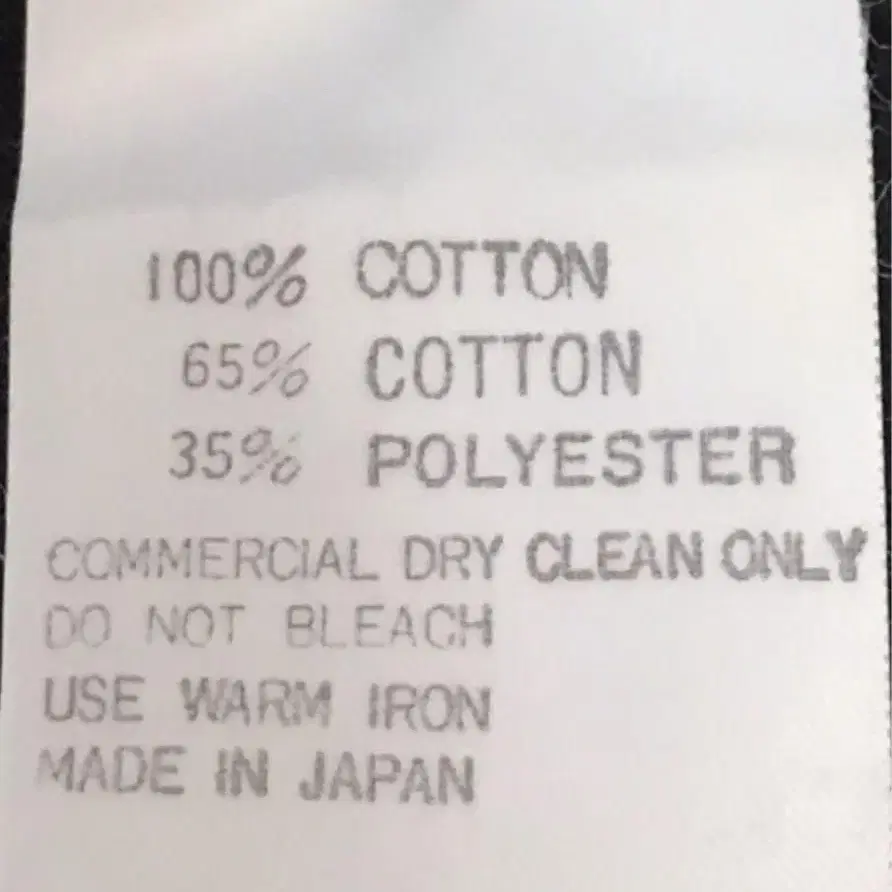 100% COTTON
65% COTTON
35% POLYESTER
COMMERCIAL DRY CLEAN ONLY
DO NOT BLEACH
USE WARM IRON
MADE IN JAPAN